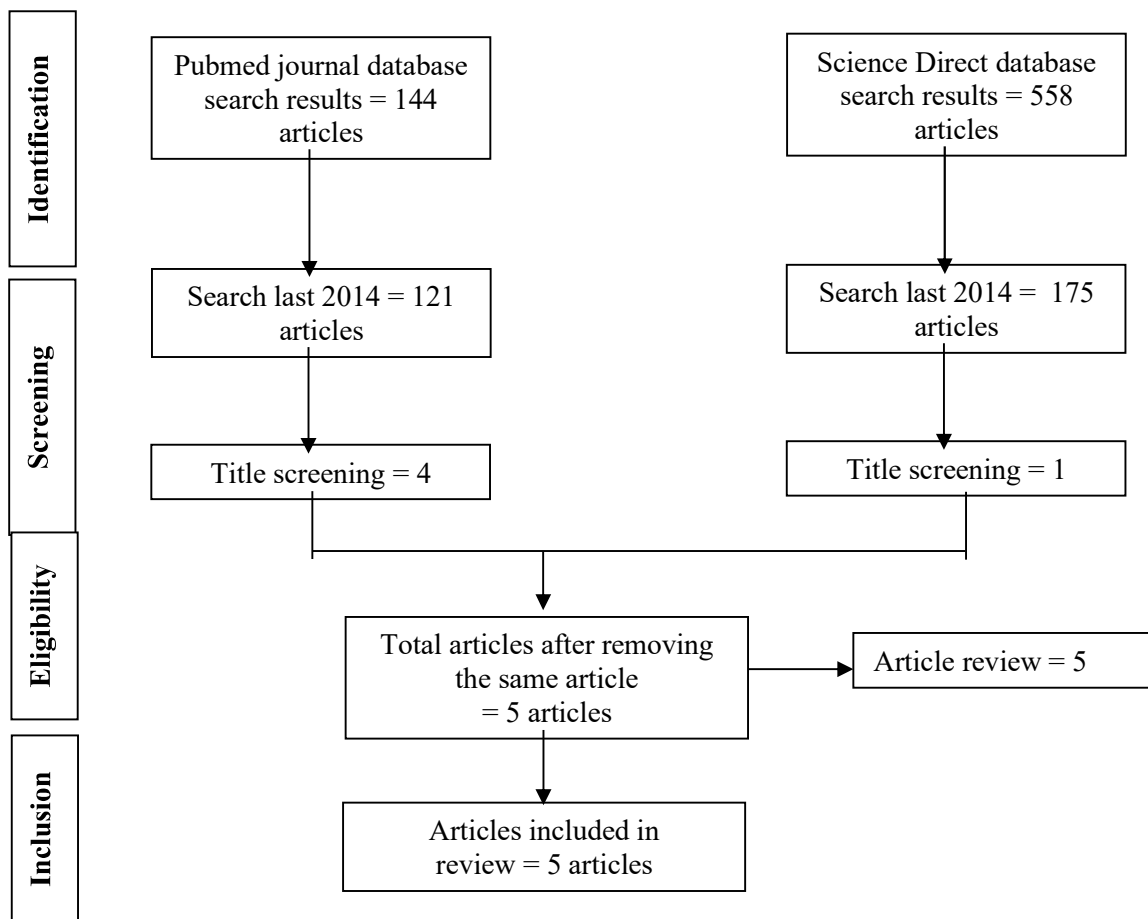 Identification
Pubmed journal database
search results = 144
articles
Science Direct database
search results = 558
articles
Screening
Search last 2014 = 121
articles
Search last 2014 = 175
articles
Title screening = 4
Title screening = 1
Eligibility
Total articles after removing
the same article
= 5 articles
Article review = 5
Inclusion
Articles included in
review = 5 articles